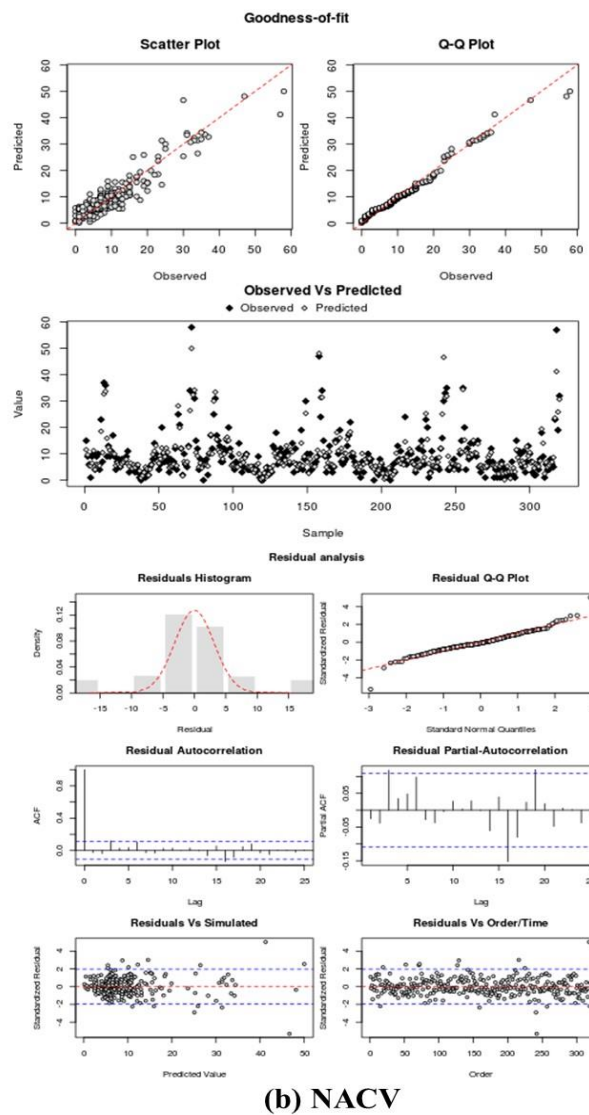 Goodness-of-fit
Scatter Plot
Q-Q Plot
Predicted
0 10 20 30 40 50 60
0 10 20 30 40 50 60
Observed
Predicted
0 10 20 30 40 50 60
0 10 20 30 40 50 60
Observed
Observed Vs Predicted
Observed Predicted
Value
0 10 20 30 40 50 60
0 50 100 150 200 250 300
Sample
Residual analysis
Residuals Histogram
Residual Q-Q Plot
Density
0.00 0.04 0.08 0.12
-15 -10 -5 0 5 10 15
Residual
Standardized Residual
-4 -2 0 2 4
-3 -2 -1 0 1 2
Standard Normal Quantiles
Residual Autocorrelation
Residual Partial-Autocorrelation
ACF
0.0 0.4 0.8
0 5 10 15 20 25
Lag
Partial ACF
-0.15 -0.05 0.05
5 10 15 20
Lag
Residuals Vs Simulated
Residuals Vs Order/Time
Standardized Residual
-4 -2 0 2 4
0 10 20 30 40 50
Predicted Value
Standardized Residual
-4 -2 0 2 4
0 50 100 150 200 250 300
Order
(b) NACV